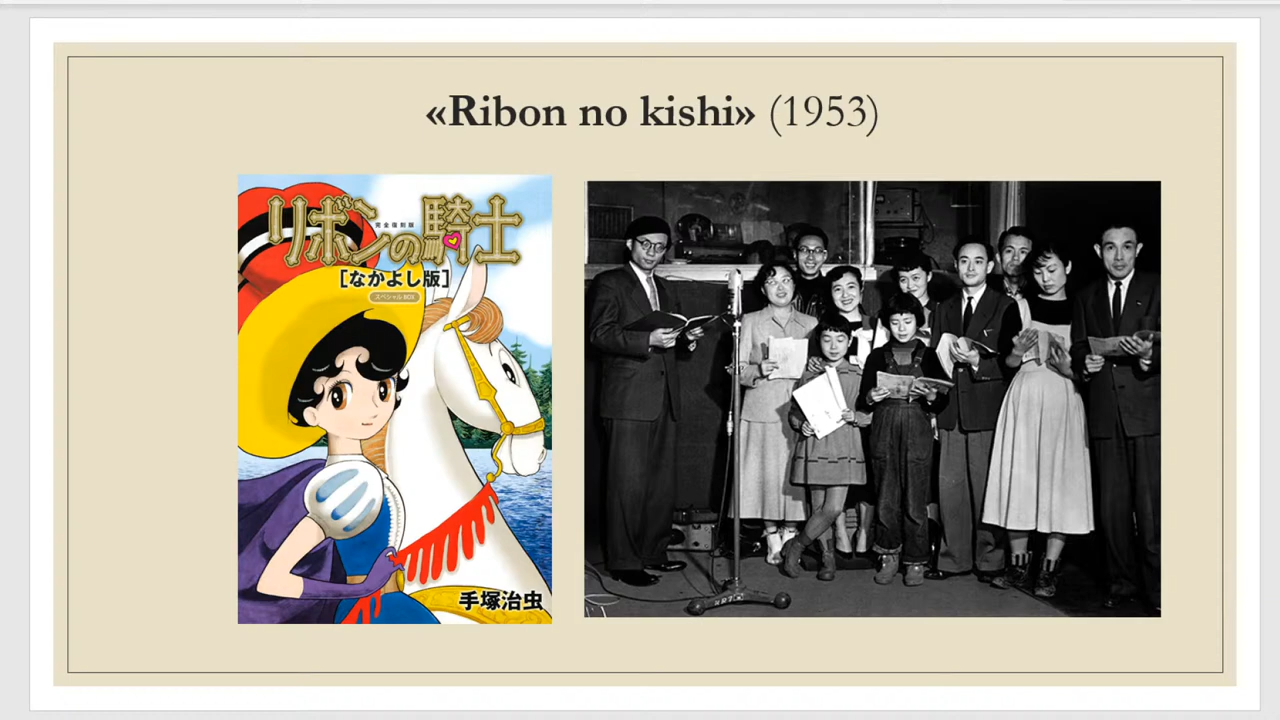 «Ribon no kishi» (1953)
完全復刻版
リボンの騎士
[なかよし版]
スペシャルBOX
手塚治虫